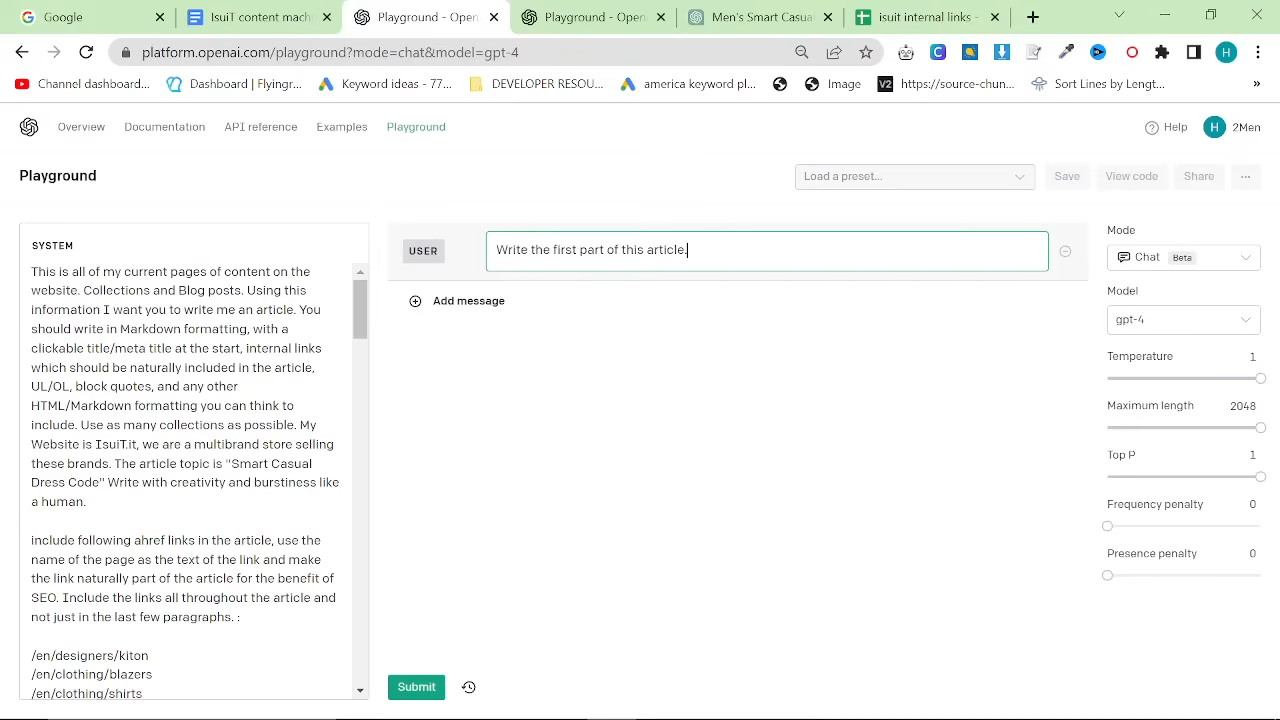 Google
IsuiT content mach
Playground - Open
Playground - Open
Men's Smart Casua
isuit internal links -
platform.openai.com/playground?mode=chat&model=gpt-4
H
Channel dashboard...
Dashboard | Flyingr...
Keyword ideas - 77...
DEVELOPER RESOU...
america keyword pl...
Image
V2
https://source-chun...
Sort Lines by Lengt...
»
Overview
Documentation
API reference
Examples
Playground
Help
H
2Men
Playground
Load a preset...
Save
View code
Share
...
SYSTEM
This is all of my current pages of content on the
website. Collections and Blog posts. Using this
information I want you to write me an article. You
should write in Markdown formatting, with a
clickable title/meta title at the start, internal links
which should be naturally included in the article,
UL/OL, block quotes, and any other
HTML/Markdown formatting you can think to
include. Use as many collections as possible. My
Website is IsuiT.it, we are a multibrand store selling
these brands. The article topic is "Smart Casual
Dress Code" Write with creativity and burstiness like
a human.
include following ahref links in the article, use the
name of the page as the text of the link and make
the link naturally part of the article for the benefit of
SEO. Include the links all throughout the article and
not just in the last few paragraphs. :
/en/designers/kiton
/en/clothing/blazers
/en/clothing/shirts
USER
Write the first part of this article.
Add message
Submit
Mode
Chat
Beta
Model
gpt-4
Temperature
1
Maximum length
2048
Top P
1
Frequency penalty
0
Presence penalty
0